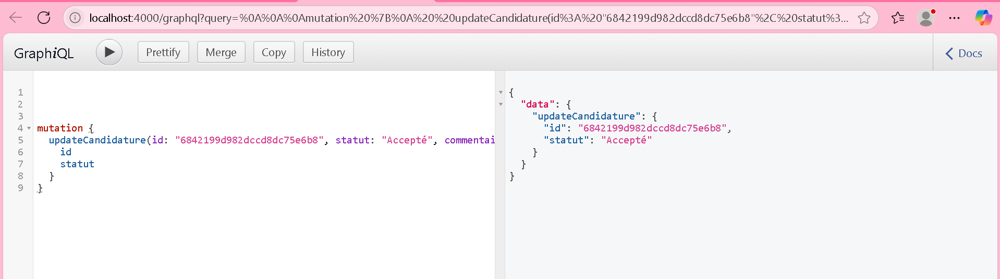 localhost:4000/graphql?query=%0A%0A%0Amutation%20%7B%0A%20%20updateCandidature(id%3A%20"6842199d982dccd8dc75e6b8"%2C%20statut%3...
GraphiQL Prettify Merge Copy History Docs
1
2
3
4 mutation {
5 updateCandidature(id: "6842199d982dccd8dc75e6b8", statut: "Accepté", commentai
6 id
7 statut
8 }
9 }
{
"data": {
"updateCandidature": {
"id": "6842199d982dccd8dc75e6b8",
"statut": "Accepté"
}
}
}